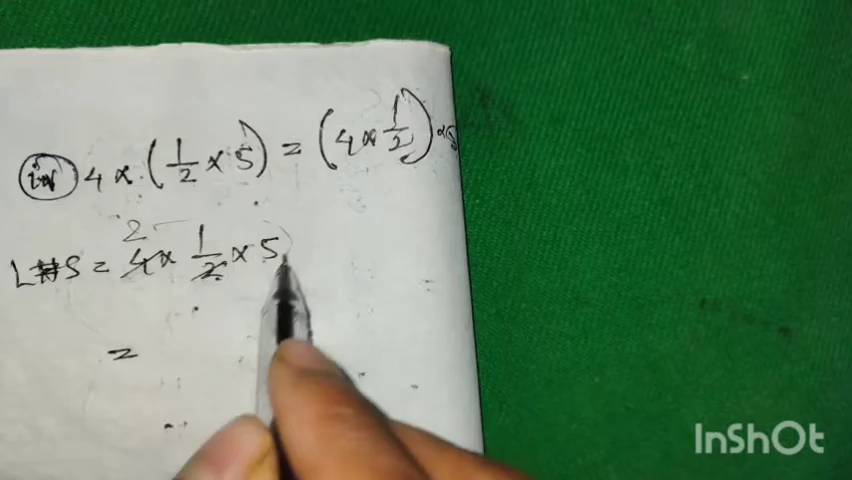 (iv) 4 × (1/2 × 5) = (4 × 1/2) × 5
2
LHS = 4 × 1/2 × 5
=
InShOt